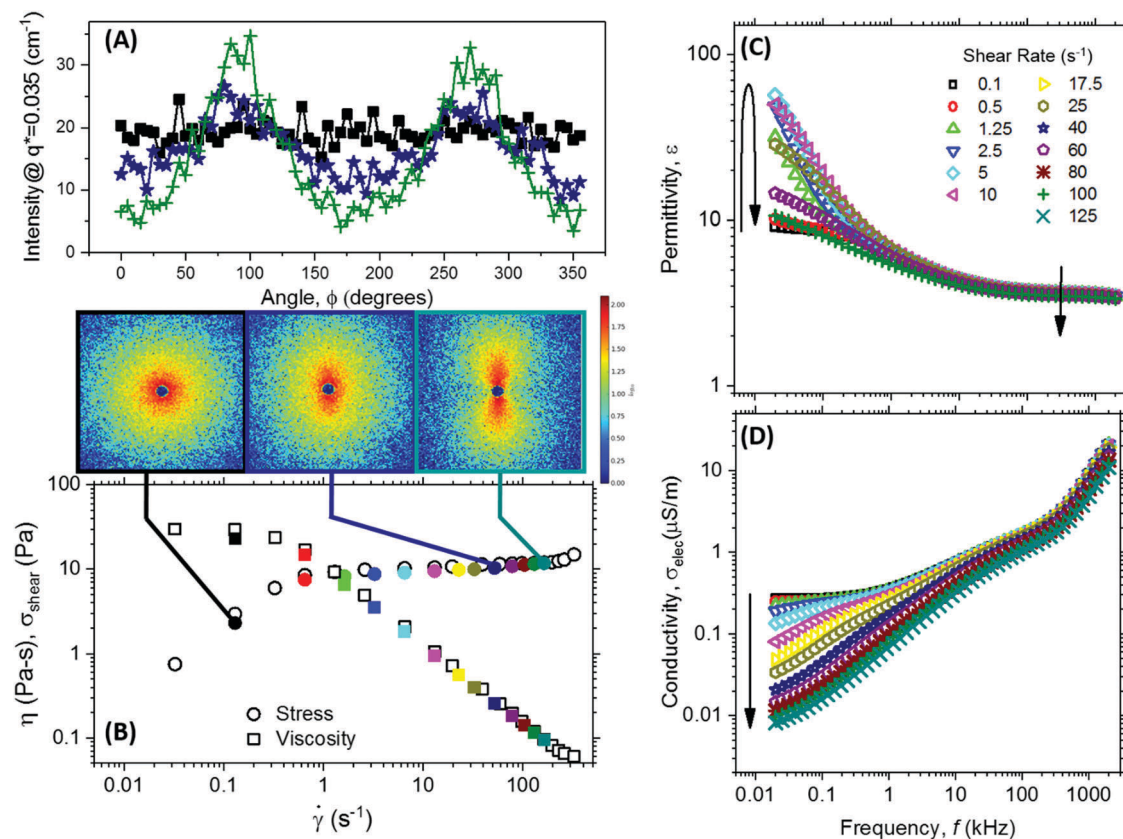 (A)
Intensity@ q*=0.035 (cm⁻¹)
30
20
10
0
0 50 100 150 200 250 300 350
Angle, ϕ (degrees)
2.00
1.75
1.50
1.25
1.00
0.75
0.50
0.25
0.00
(B)
η (Pa-s), σshear (Pa)
100
10
1
0.1
Stress
Viscosity
0.01 0.1 1 10 100
γ̇ (s⁻¹)
(C)
Permittivity, ε
100
10
1
Shear Rate (s⁻¹)
0.1 17.5
0.5 25
1.25 40
2.5 60
5 80
10 100
125
(D)
Conductivity, σelec(μS/m)
10
1
0.1
0.01
0.01 0.1 1 10 100 1000
Frequency, f (kHz)